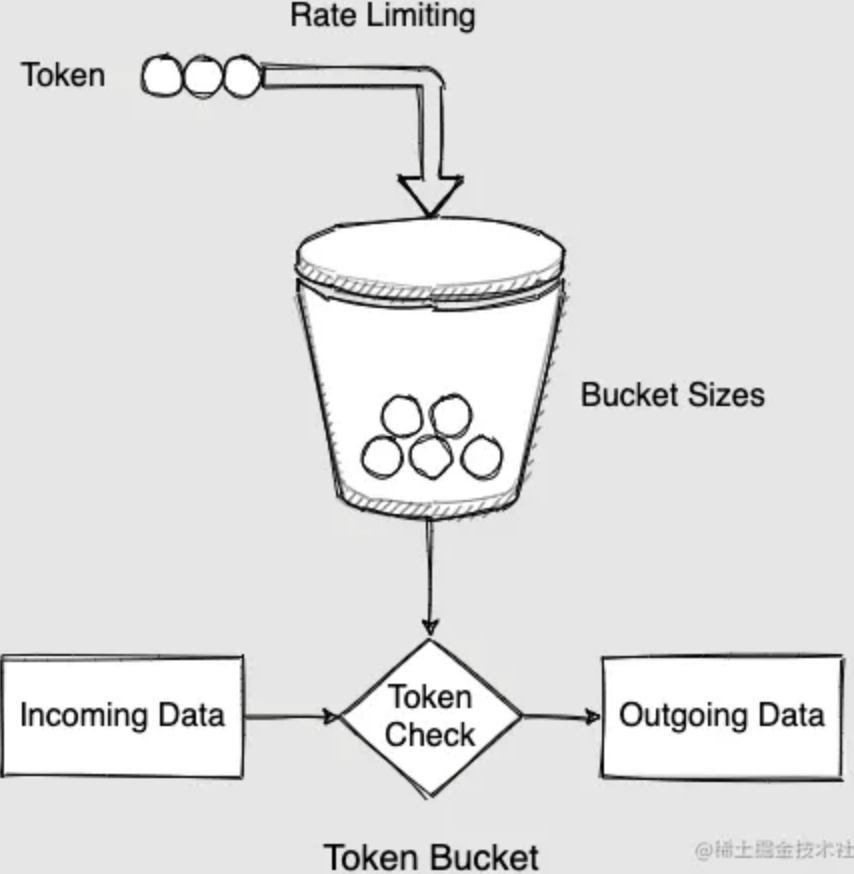 Rate Limiting
Token
Bucket Sizes
Token
Check
Incoming Data
Outgoing Data
Token Bucket
@稀土掘金技术社